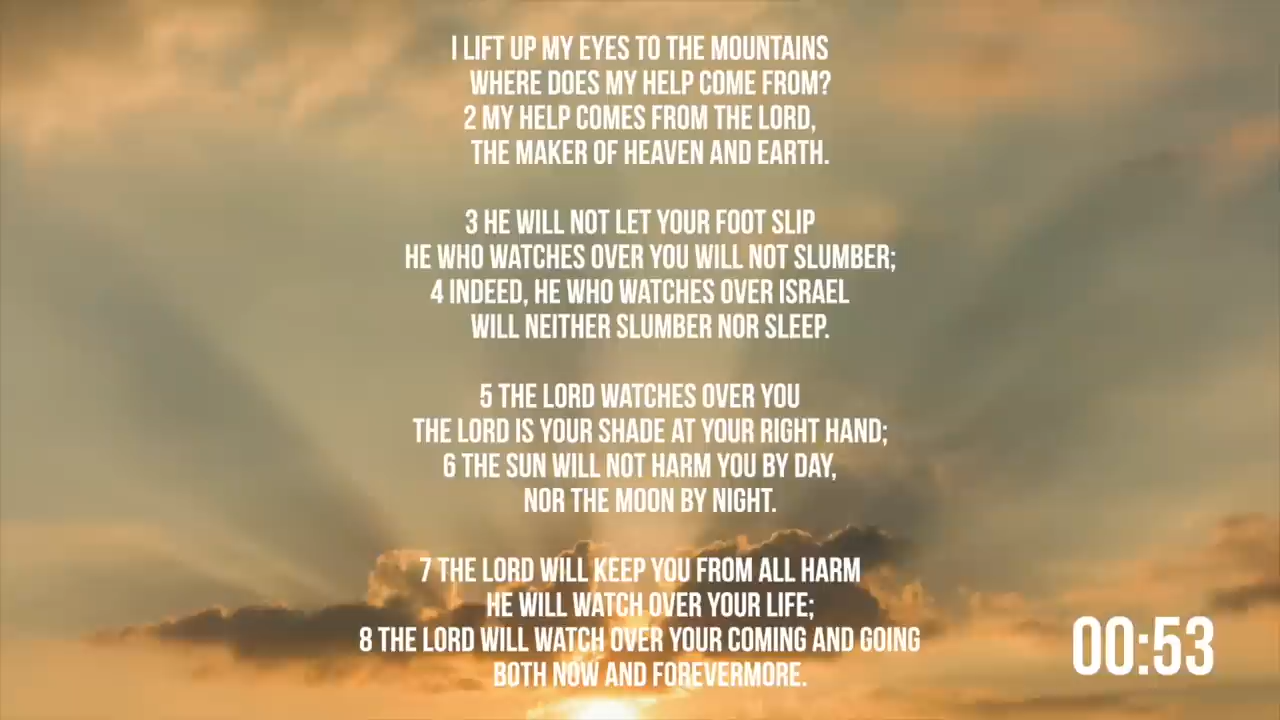 I LIFT UP MY EYES TO THE MOUNTAINS
WHERE DOES MY HELP COME FROM?
2 MY HELP COMES FROM THE LORD,
THE MAKER OF HEAVEN AND EARTH.
3 HE WILL NOT LET YOUR FOOT SLIP
HE WHO WATCHES OVER YOU WILL NOT SLUMBER;
4 INDEED, HE WHO WATCHES OVER ISRAEL
WILL NEITHER SLUMBER NOR SLEEP.
5 THE LORD WATCHES OVER YOU
THE LORD IS YOUR SHADE AT YOUR RIGHT HAND;
6 THE SUN WILL NOT HARM YOU BY DAY,
NOR THE MOON BY NIGHT.
7 THE LORD WILL KEEP YOU FROM ALL HARM
HE WILL WATCH OVER YOUR LIFE;
8 THE LORD WILL WATCH OVER YOUR COMING AND GOING
BOTH NOW AND FOREVERMORE.
00:53